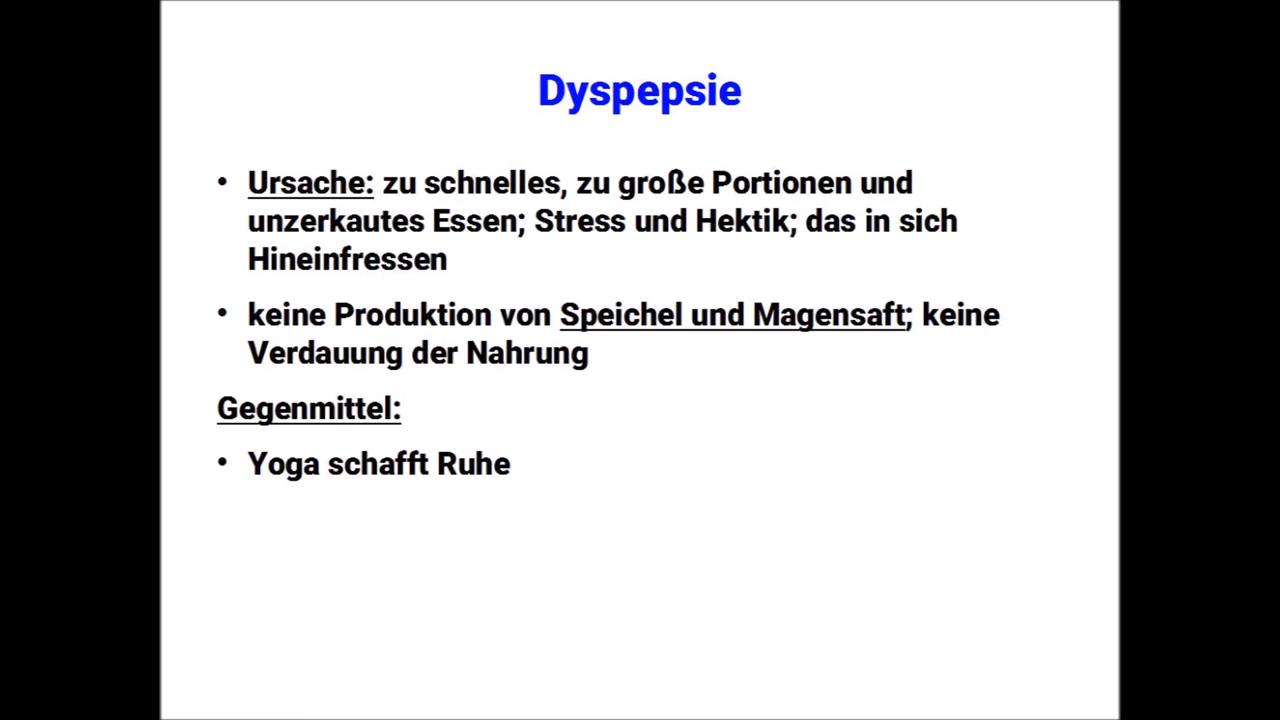 Dyspepsie
• Ursache: zu schnelles, zu große Portionen und
unzerkautes Essen; Stress und Hektik; das in sich
Hineinfressen
• keine Produktion von Speichel und Magensaft; keine
Verdauung der Nahrung
Gegenmittel:
• Yoga schafft Ruhe